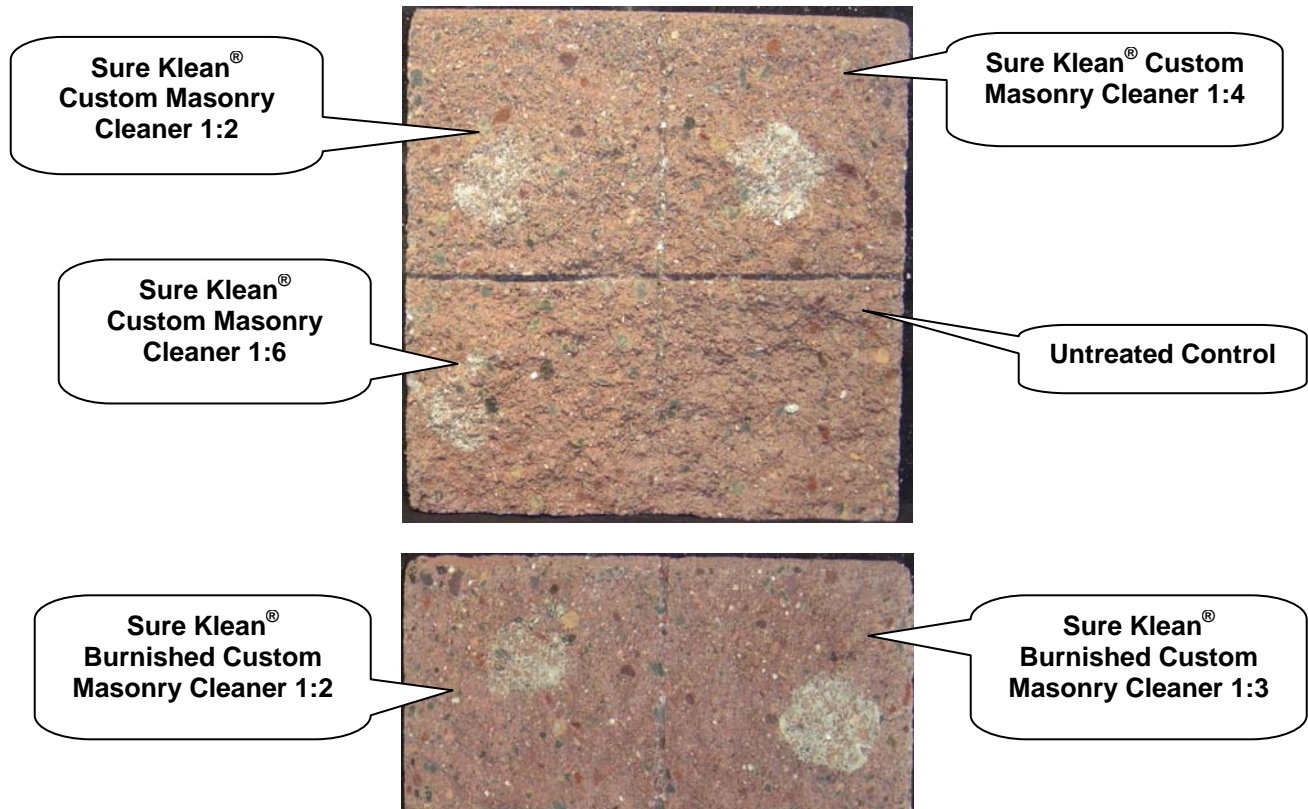 Sure Klean®
Custom Masonry
Cleaner 1:2
Sure Klean® Custom
Masonry Cleaner 1:4
Sure Klean®
Custom Masonry
Cleaner 1:6
Untreated Control
Sure Klean®
Burnished Custom
Masonry Cleaner 1:2
Sure Klean®
Burnished Custom
Masonry Cleaner 1:3